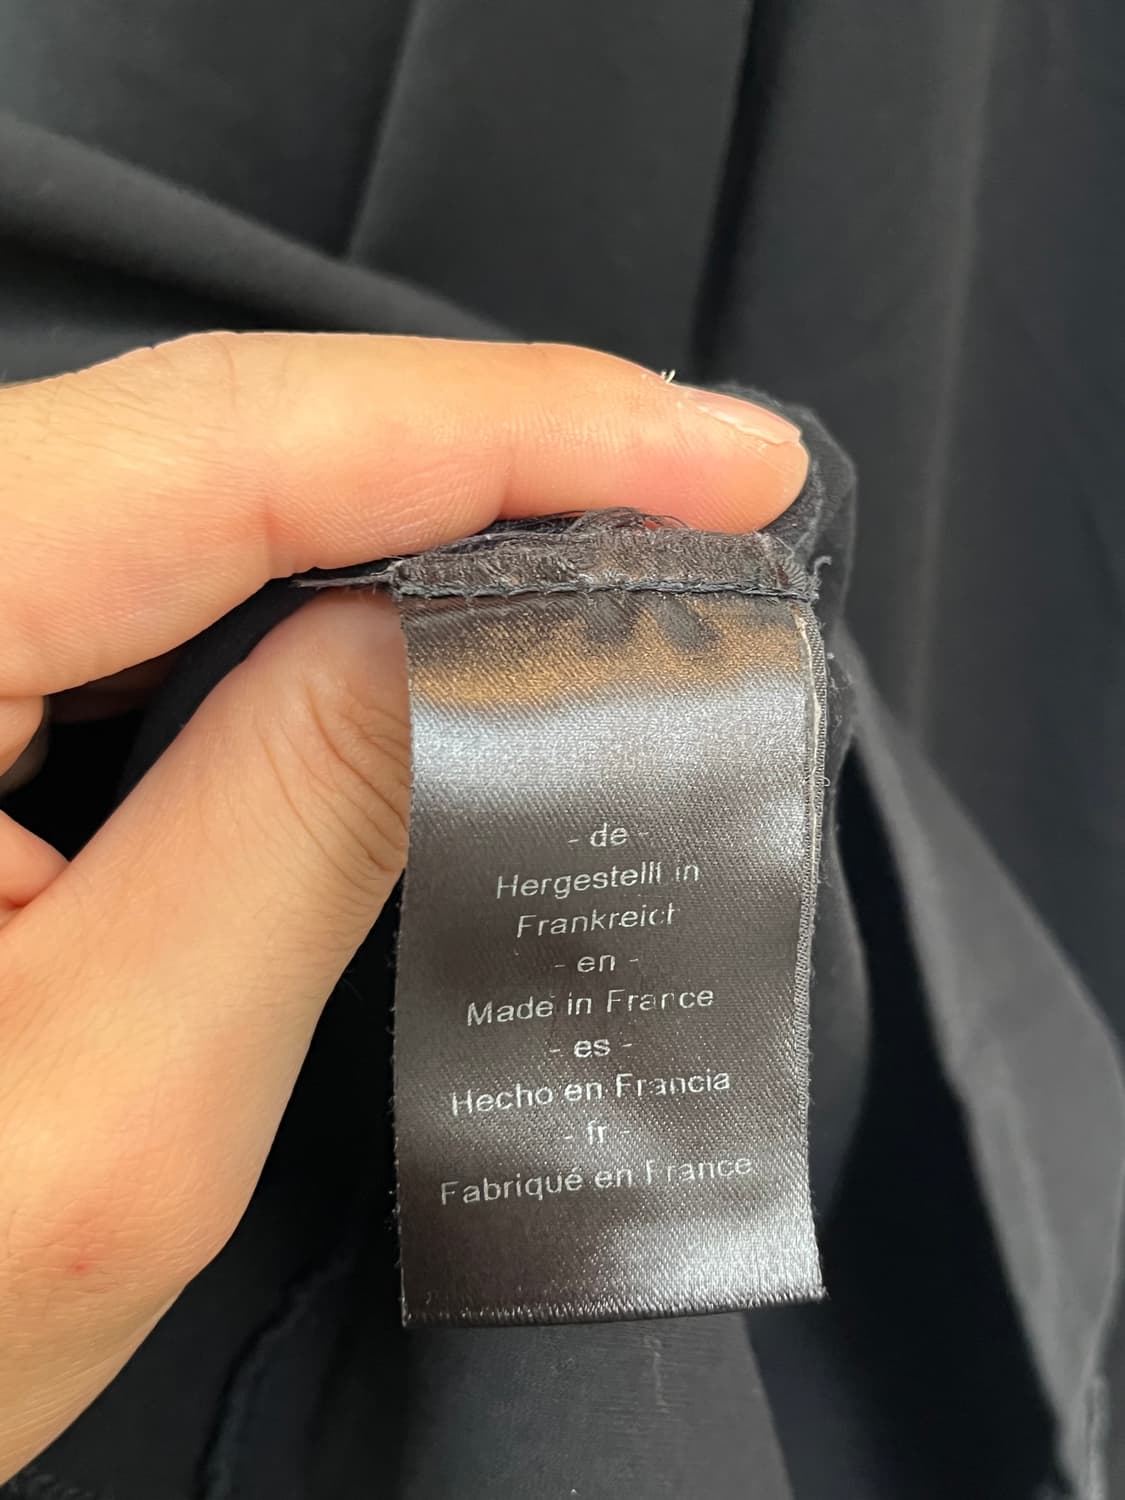 - de -
Hergestellt in
Frankreich
- en -
Made in France
- es -
Hecho en Francia
- fr -
Fabriqué en France